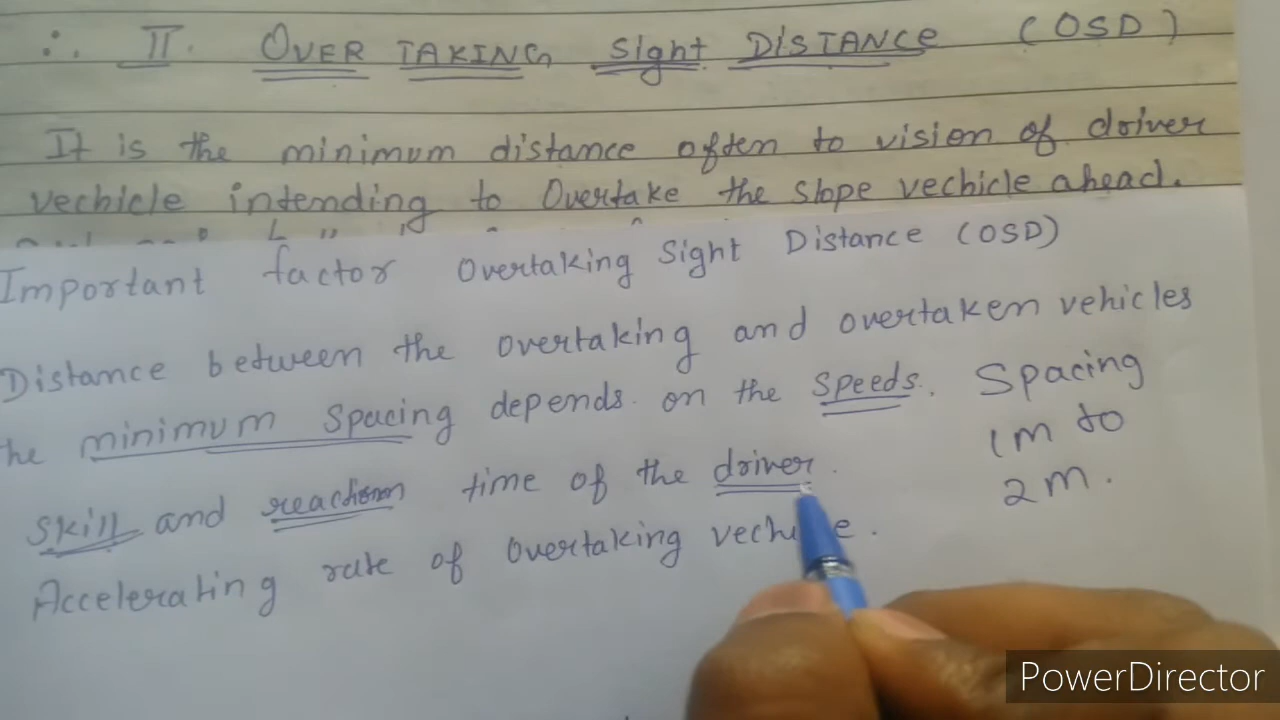 ∴ II. OVER TAKING Sight DISTANCE (OSD)
It is the minimum distance often to vision of driver
vechicle intending to Overtake the slope vechicle ahead.
Important factor Overtaking Sight Distance (OSD)
Distance between the overtaking and overtaken vehicles
he minimum Spacing depends on the Speeds. Spacing
1m to
2m.
Skill and reaction time of the driver.
Accelerating rate of overtaking
PowerDirector